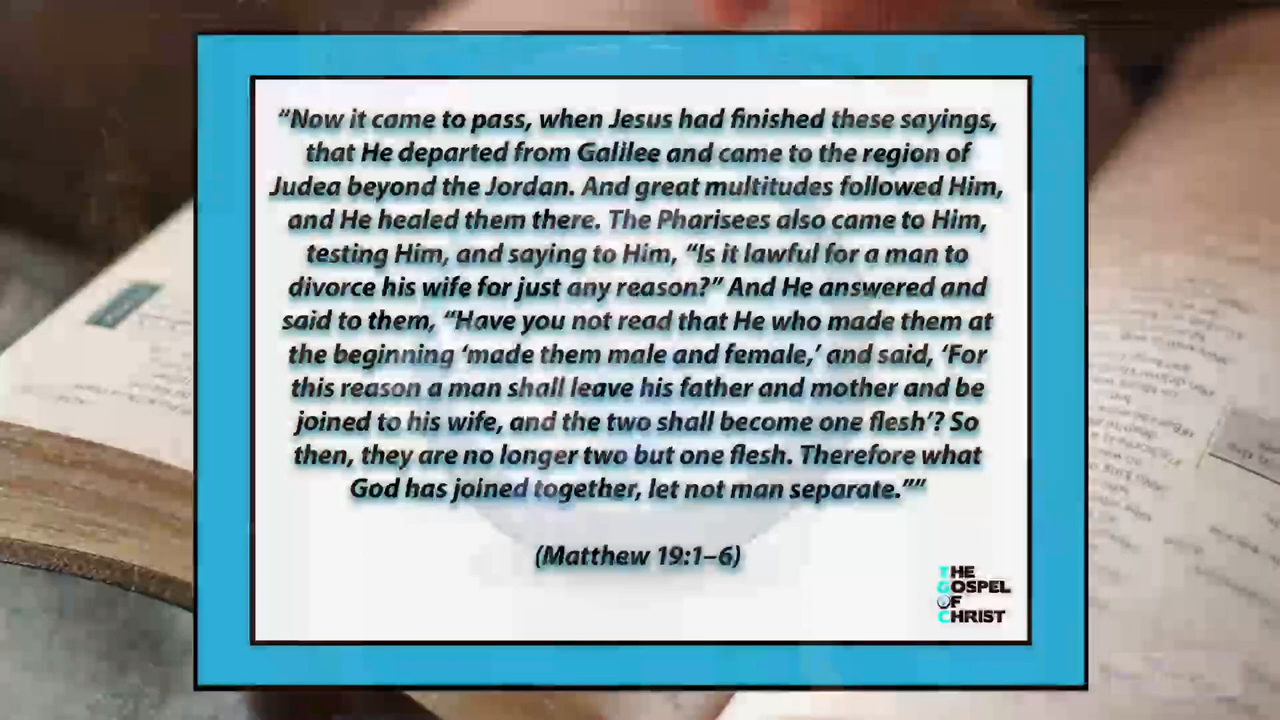 “Now it came to pass, when Jesus had finished these sayings,
that He departed from Galilee and came to the region of
Judea beyond the Jordan. And great multitudes followed Him,
and He healed them there. The Pharisees also came to Him,
testing Him, and saying to Him, “Is it lawful for a man to
divorce his wife for just any reason?” And He answered and
said to them, “Have you not read that He who made them at
the beginning ‘made them male and female,’ and said, ‘For
this reason a man shall leave his father and mother and be
joined to his wife, and the two shall become one flesh’? So
then, they are no longer two but one flesh. Therefore what
God has joined together, let not man separate.””
(Matthew 19:1–6)
THE
GOSPEL
OF
CHRIST